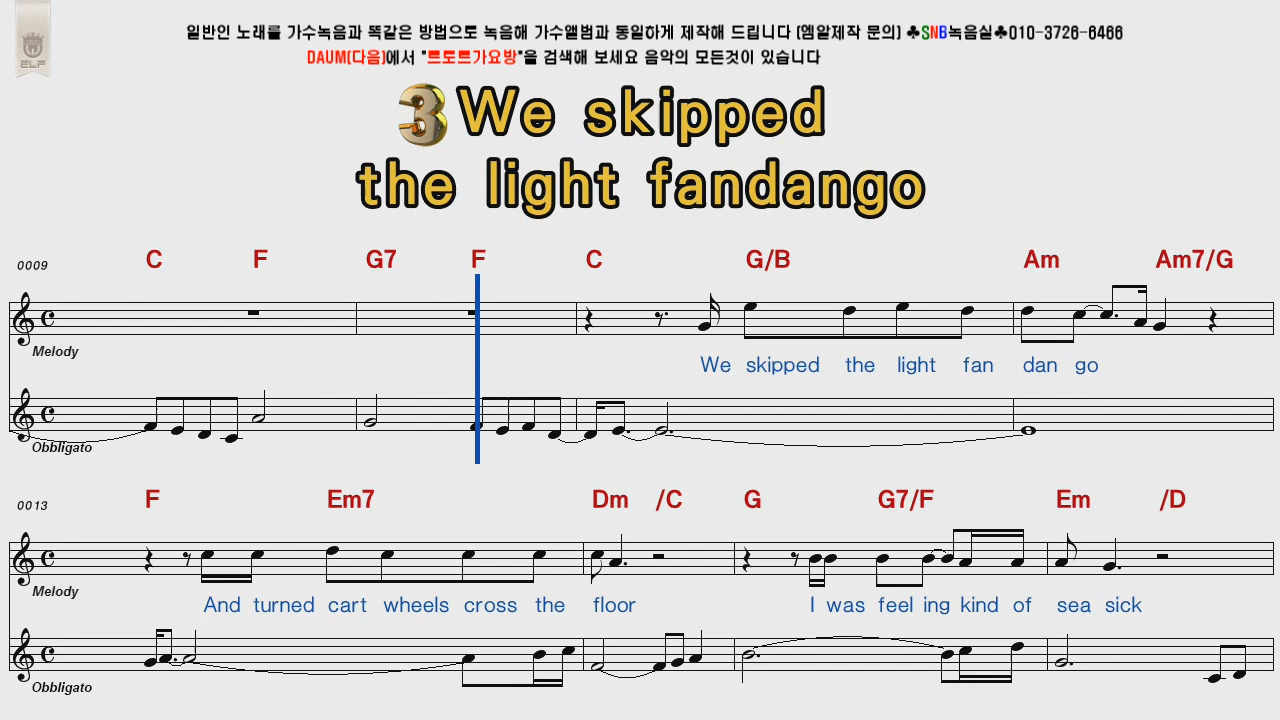 일반인 노래를 가수녹음과 똑같은 방법으로 녹음해 가수앨범과 동일하게 제작해 드립니다 (엠알제작 문의) ♣SNB녹음실♣010-3726-6466
DAUM(다음)에서 "트로트가요방"을 검색해 보세요 음악의 모든것이 있습니다
ELF
3 We skipped
the light fandango
0009 C F G7 F C G/B Am Am7/G
Melody
We skipped the light fan dan go
Obbligato
0013 F Em7 Dm /C G G7/F Em /D
Melody
And turned cart wheels cross the floor I was feel ing kind of sea sick
Obbligato